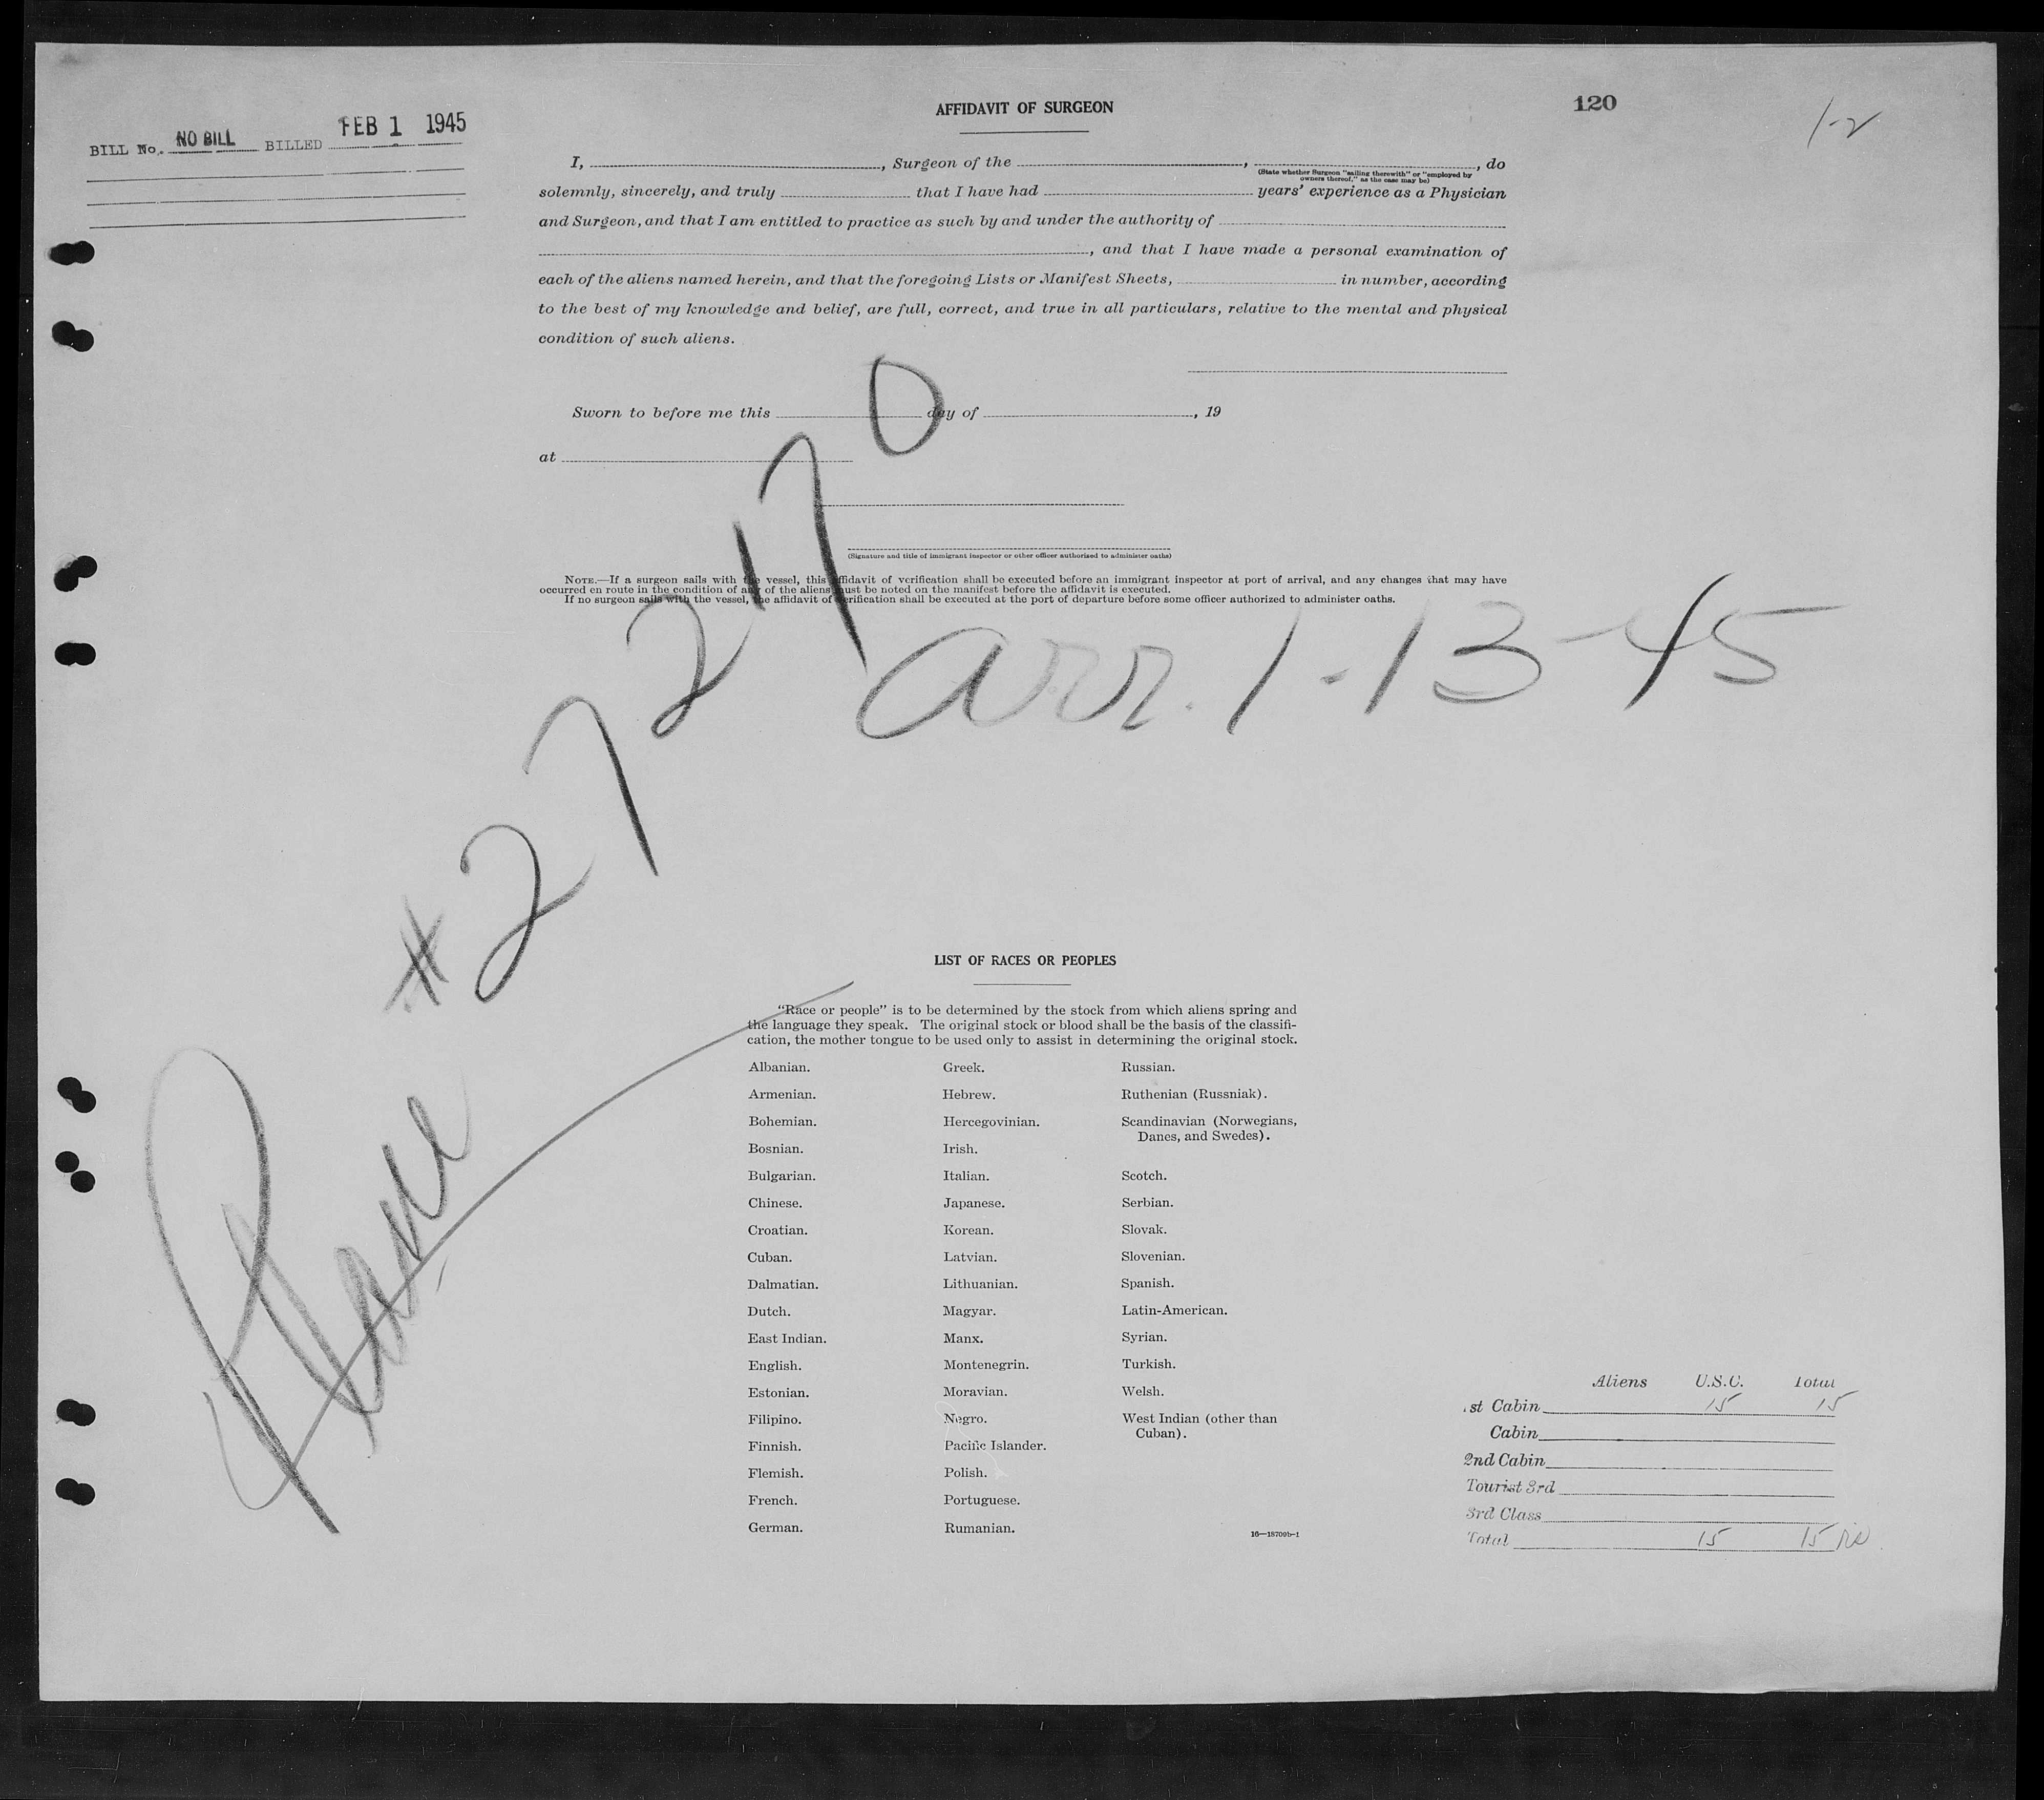 AFFIDAVIT OF SURGEON
120
1-2
BILL No. NO BILL BILLED FEB 1 1945
I, , Surgeon of the , , do
(State whether Surgeon "sailing therewith" or "employed by
owners thereof," as the case may be)
solemnly, sincerely, and truly that I have had years' experience as a Physician
and Surgeon, and that I am entitled to practice as such by and under the authority of
, and that I have made a personal examination of
each of the aliens named herein, and that the foregoing Lists or Manifest Sheets, in number, according
to the best of my knowledge and belief, are full, correct, and true in all particulars, relative to the mental and physical
condition of such aliens.
Sworn to before me this day of , 19
at
(Signature and title of immigrant inspector or other officer authorized to administer oaths)
NOTE.—If a surgeon sails with the vessel, this affidavit of verification shall be executed before an immigrant inspector at port of arrival, and any changes that may have
occurred en route in the condition of any of the aliens must be noted on the manifest before the affidavit is executed.
If no surgeon sails with the vessel, the affidavit of verification shall be executed at the port of departure before some officer authorized to administer oaths.
Plane #272170
arr. 1-13-45
LIST OF RACES OR PEOPLES
"Race or people" is to be determined by the stock from which aliens spring and
the language they speak. The original stock or blood shall be the basis of the classifi-
cation, the mother tongue to be used only to assist in determining the original stock.
Albanian.
Armenian.
Bohemian.
Bosnian.
Bulgarian.
Chinese.
Croatian.
Cuban.
Dalmatian.
Dutch.
East Indian.
English.
Estonian.
Filipino.
Finnish.
Flemish.
French.
German.
Greek.
Hebrew.
Hercegovinian.
Irish.
Italian.
Japanese.
Korean.
Latvian.
Lithuanian.
Magyar.
Manx.
Montenegrin.
Moravian.
Negro.
Pacific Islander.
Polish.
Portuguese.
Rumanian.
Russian.
Ruthenian (Russniak).
Scandinavian (Norwegians,
Danes, and Swedes).
Scotch.
Serbian.
Slovak.
Slovenian.
Spanish.
Latin-American.
Syrian.
Turkish.
Welsh.
West Indian (other than
Cuban).
16—18709b-1
Aliens U.S.C. Total
1st Cabin 15 15
Cabin
2nd Cabin
Tourist 3rd
3rd Class
Total 15 15